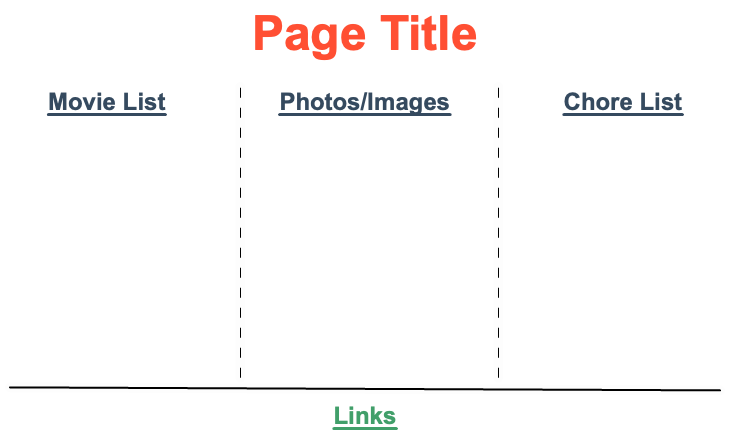 Page Title
Movie List
Photos/Images
Chore List
Links